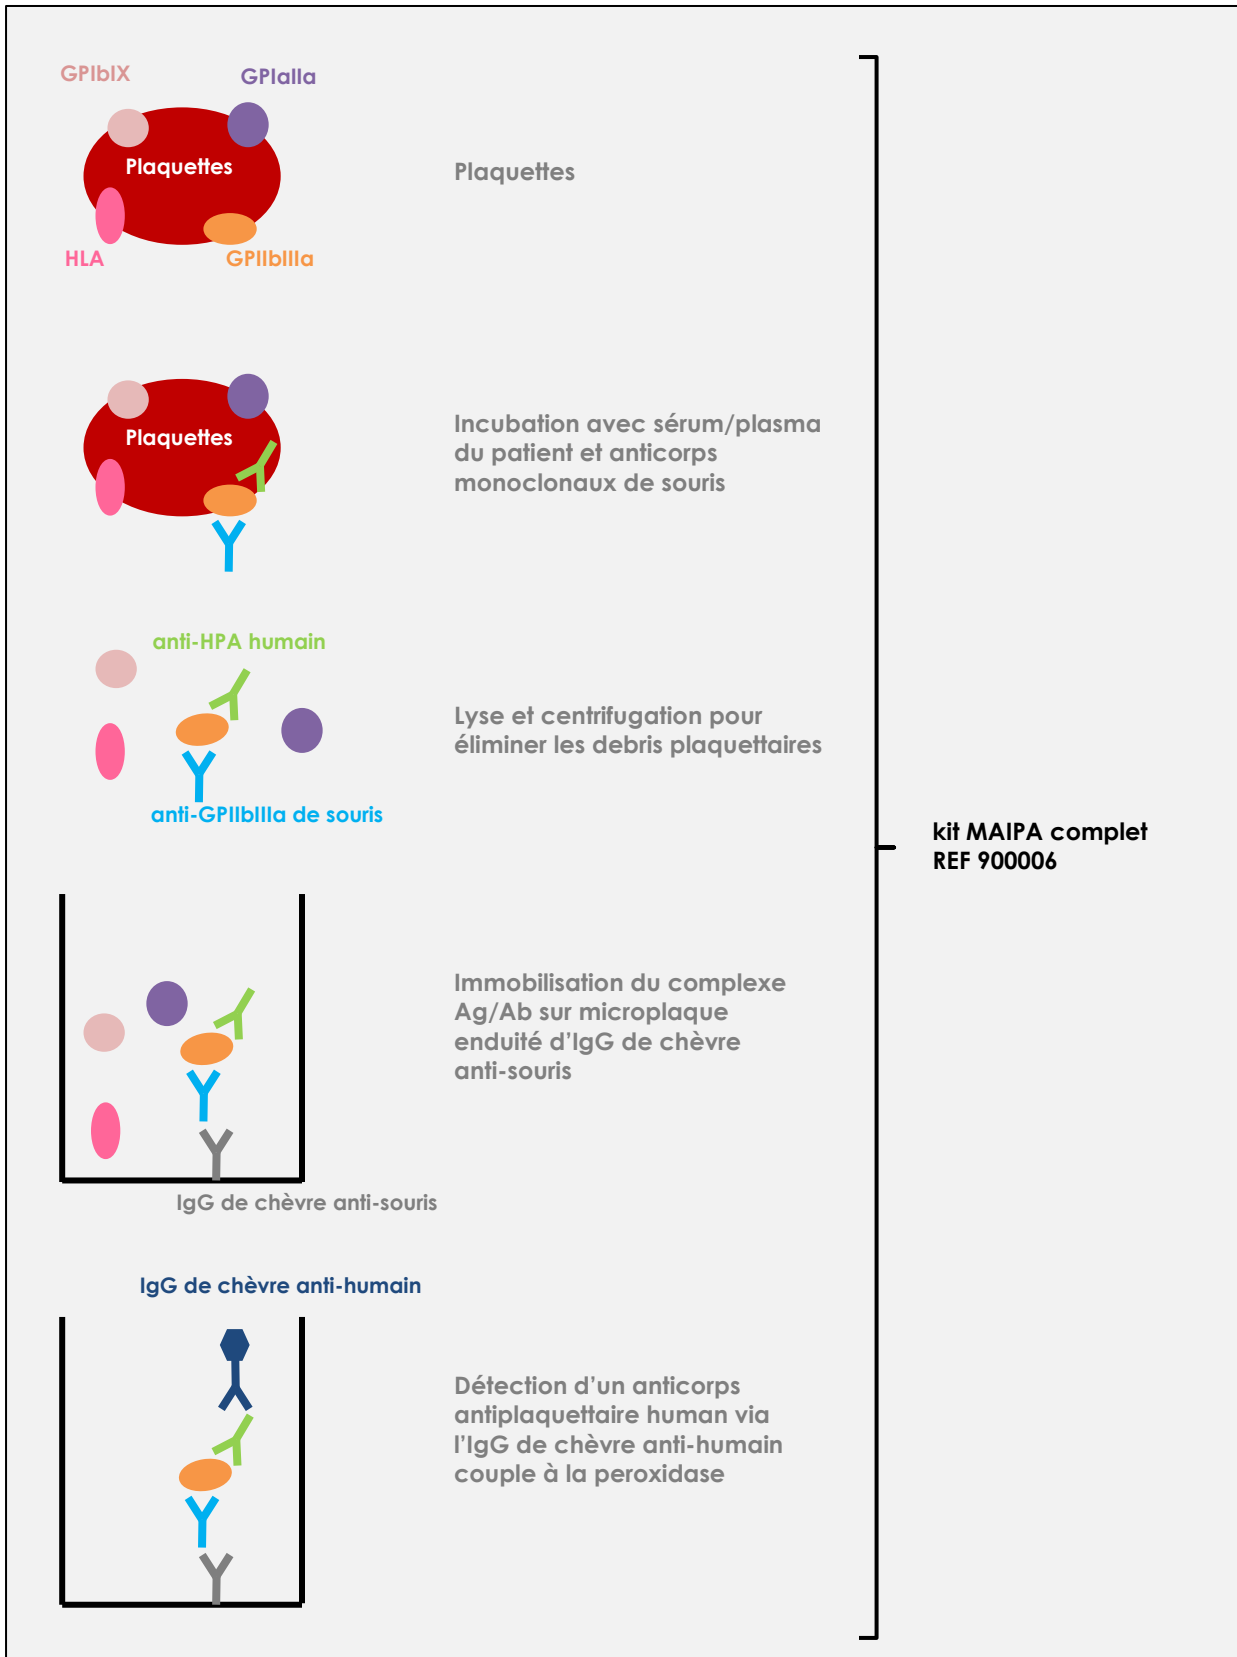 GPIbIX
GPIaIIa
Plaquettes
Plaquettes
HLA
GPIIbIIIa
Plaquettes
Incubation avec sérum/plasma
du patient et anticorps
monoclonaux de souris
anti-HPA humain
Lyse et centrifugation pour
éliminer les debris plaquettaires
anti-GPIIbIIIa de souris
kit MAIPA complet
REF 900006
Immobilisation du complexe
Ag/Ab sur microplaque
enduité d’IgG de chèvre
anti-souris
IgG de chèvre anti-souris
IgG de chèvre anti-humain
Détection d’un anticorps
antiplaquettaire human via
l’IgG de chèvre anti-humain
couple à la peroxidase